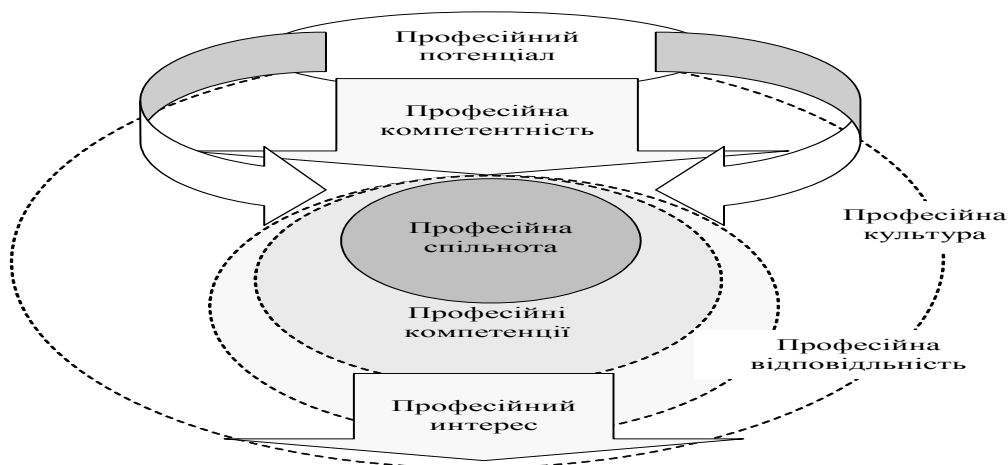 Професійний
потенціал
Професійна
компетентність
Професійна
спільнота
Професійна
культура
Професійні
компетенції
Професійна
відповідльність
Професійний
интерес